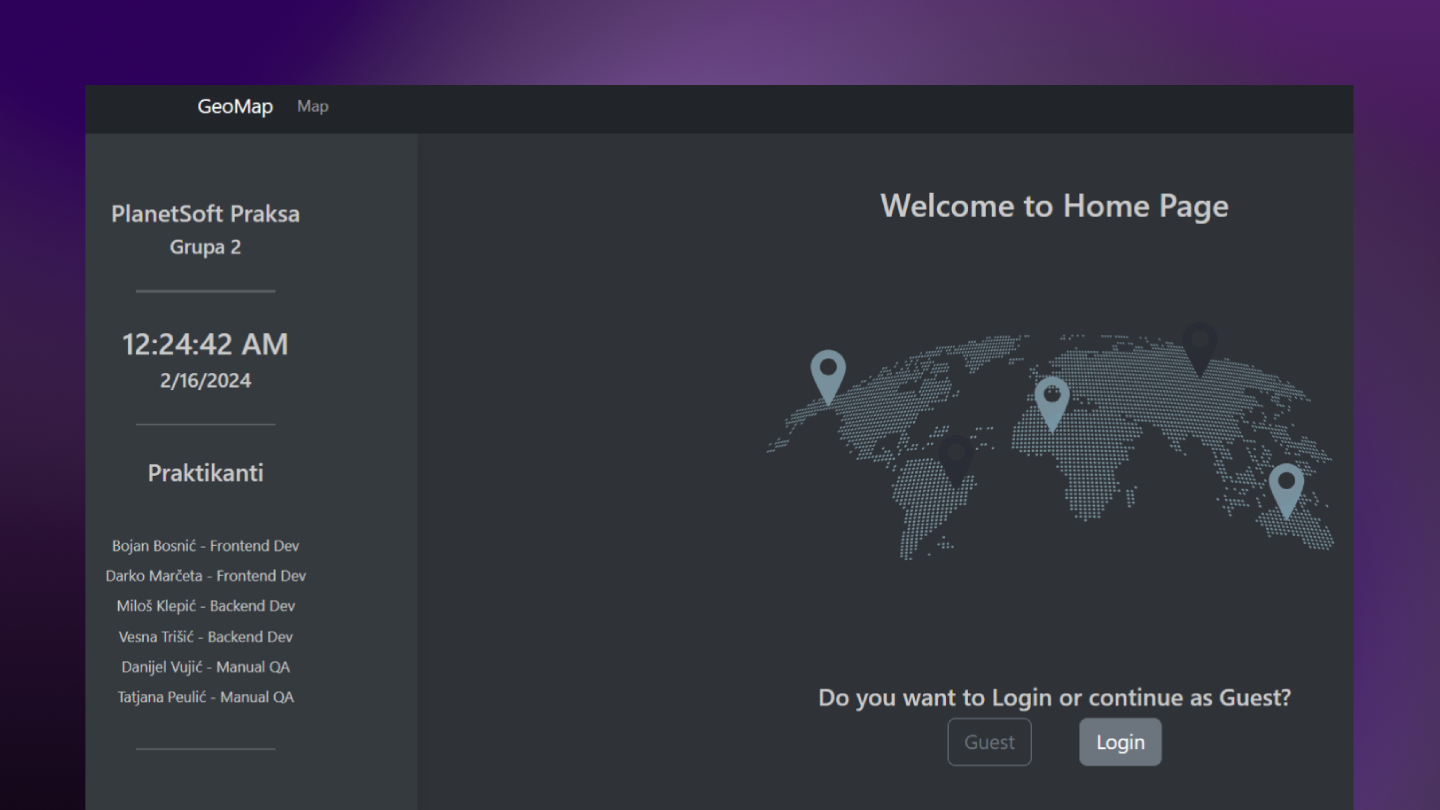 GeoMap Map
PlanetSoft Praksa
Grupa 2
12:24:42 AM
2/16/2024
Praktikanti
Bojan Bosnić - Frontend Dev
Darko Marčeta - Frontend Dev
Miloš Klepić - Backend Dev
Vesna Trišić - Backend Dev
Danijel Vujić - Manual QA
Tatjana Peulić - Manual QA
Welcome to Home Page
Do you want to Login or continue as Guest?
Guest Login